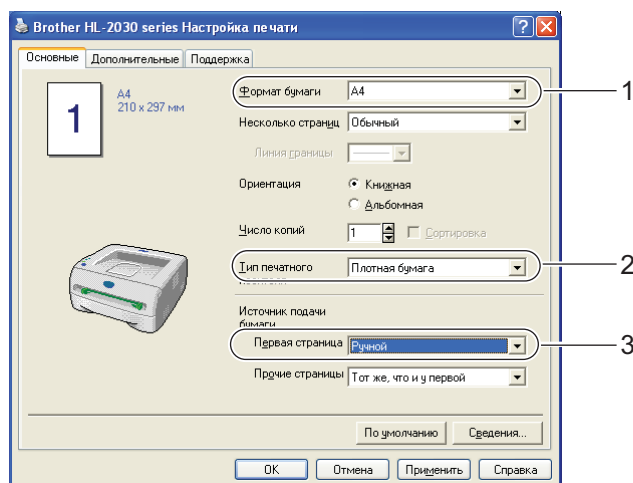 Brother HL-2030 series Настройка печати
Основные Дополнительные Поддержка
1
A4
210 x 297 мм
Формат бумаги A4 1
Несколько страниц Обычный
Линия границы
Ориентация Книжная
Альбомная
Число копий 1 Сортировка
Тип печатного Плотная бумага 2
Источник подачи
бумаги
Первая страница Ручной 3
Прочие страницы Тот же, что и у первой
По умолчанию Сведения...
OK Отмена Применить Справка